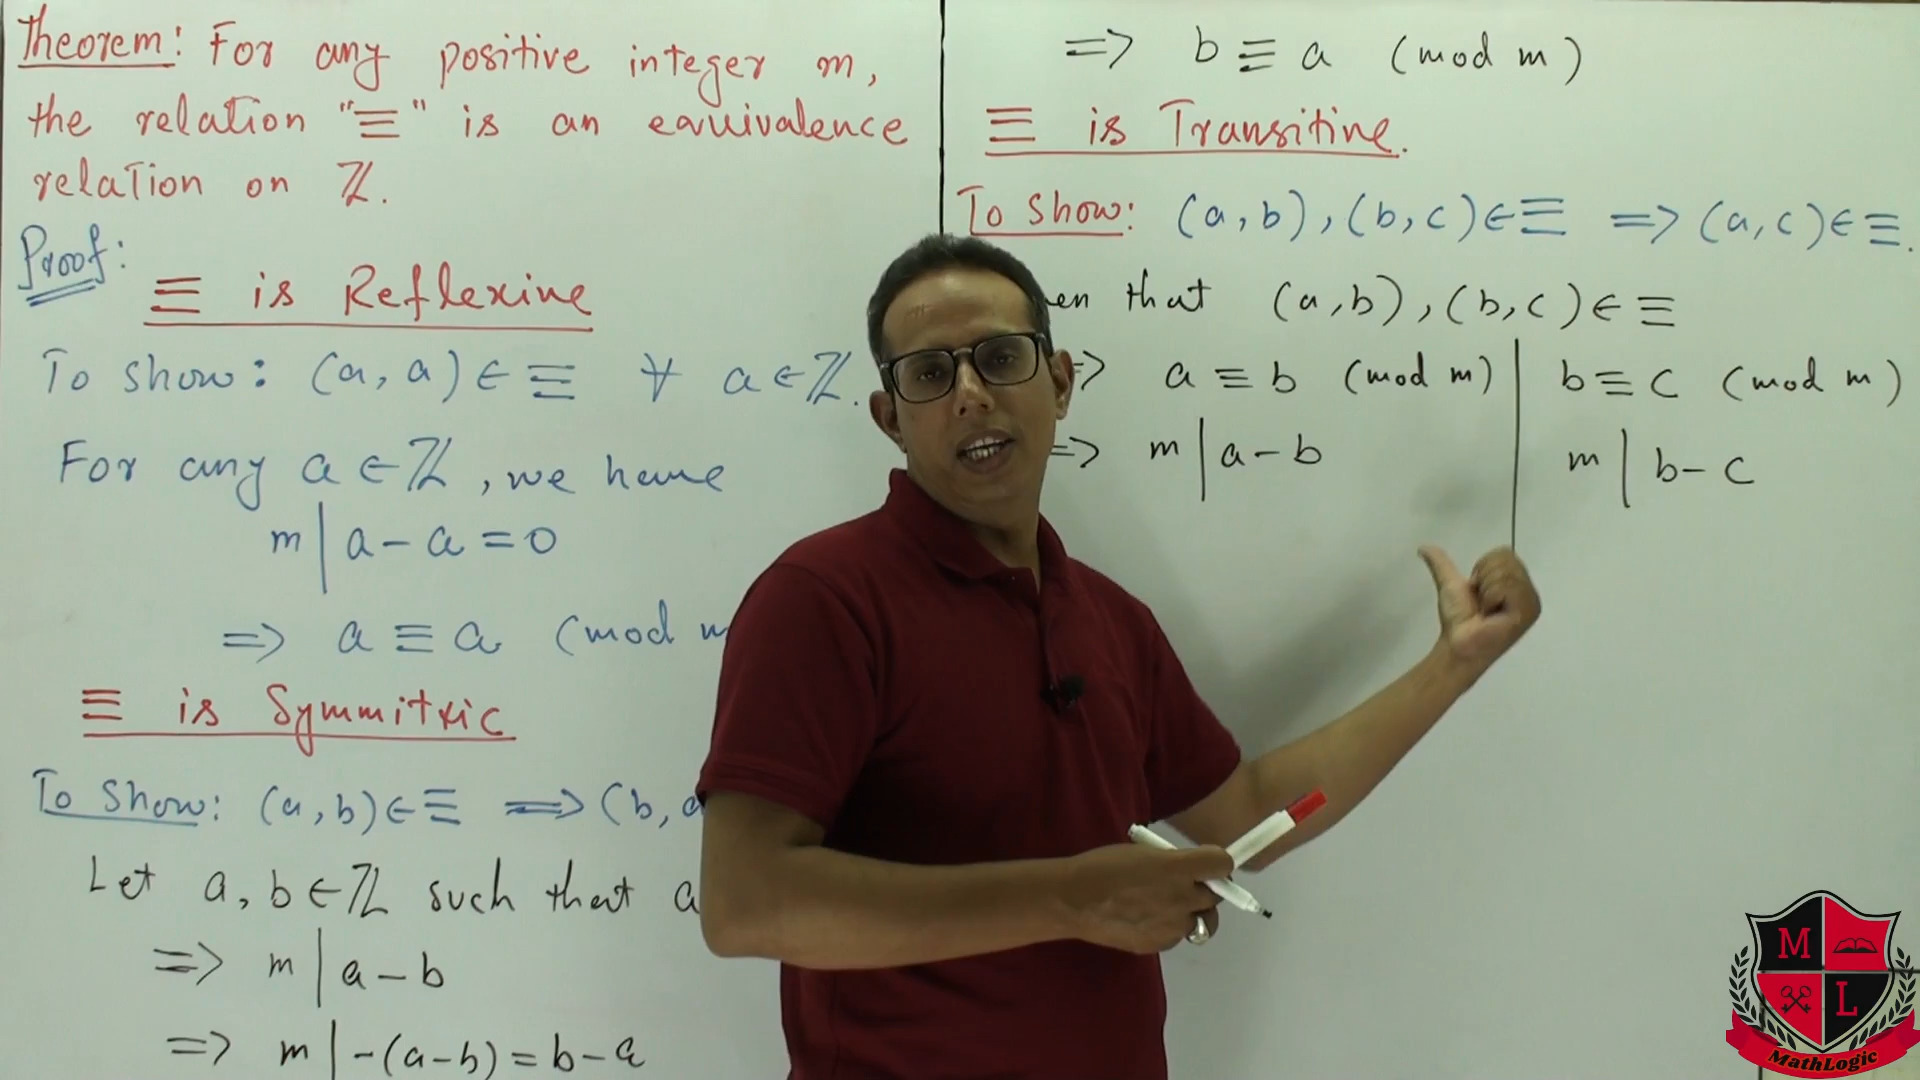 Theorem: For any positive integer m,
the relation "≡" is an equivalence
relation on ℤ.
Proof:
≡ is Reflexive
To show: (a, a) ∈ ≡ ∀ a ∈ ℤ.
For any a ∈ ℤ, we have
m | a - a = 0
=> a ≡ a (mod
≡ is Symmitric
To show: (a, b) ∈ ≡ => (b,
Let a, b ∈ ℤ such that a
=> m | a - b
=> m | -(a-b) = b - a
=> b ≡ a (mod m)
≡ is Transitive.
To show: (a, b), (b, c) ∈ ≡ => (a, c) ∈ ≡.
that (a, b), (b, c) ∈ ≡
=> a ≡ b (mod m) | b ≡ c (mod m)
=> m | a - b | m | b - c
M
L
MathLogic